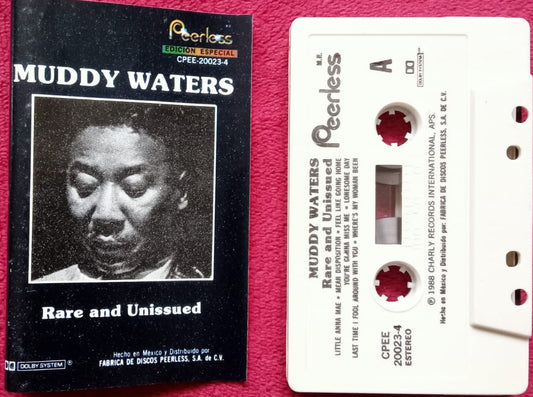 Peerless
EDICION ESPECIAL
CPEE-20023-4
MUDDY WATERS
Rare and Unissued
DOLBY SYSTEM ®
Hecho en México y Distribuido por
FABRICA DE DISCOS PEERLESS, S.A. de C.V.
M.R.
Peerless
A
MUDDY WATERS
Rare and Unissued
LITTLE ANNA MAE • MEAN DISPOSITION • FEEL LIKE GOING HOME
YOU'RE GONNA MISS ME • LONESOME DAY
LAST TIME I FOOL AROUND WITH YOU • WHERE'S MY WOMAN BEEN
CPEE
20023-4
ESTEREO
℗ 1988 CHARLY RECORDS INTERNATIONAL, APS.
Hecho en México y Distribuido por: FABRICA DE DISCOS PEERLESS, S.A. DE C.V.